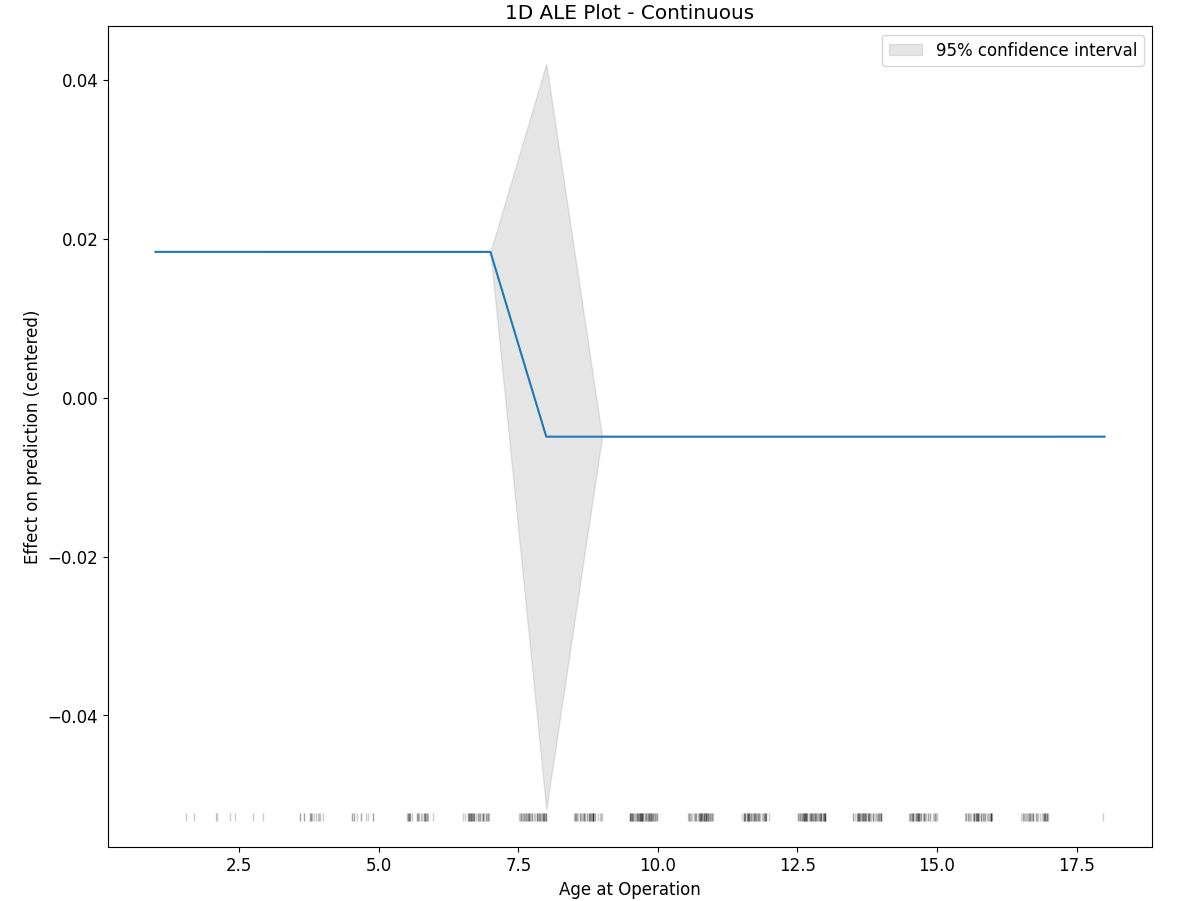 1D ALE Plot - Continuous
95% confidence interval
0.04
0.02
0.00
−0.02
−0.04
Effect on prediction (centered)
2.5 5.0 7.5 10.0 12.5 15.0 17.5
Age at Operation